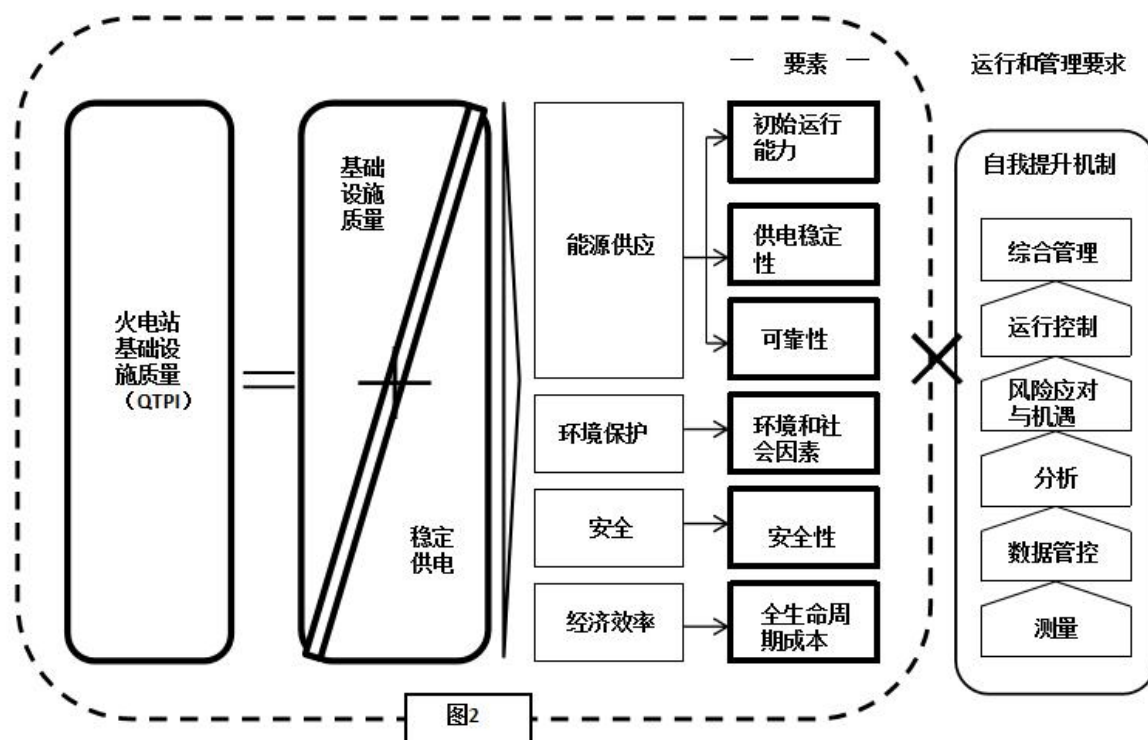 火电站
基础设
施质量
（QTPI）
基础
设施
质量
稳定
供电
能源供应
环境保护
安全
经济效率
— 要素 —
初始运行
能力
供电稳定
性
可靠性
环境和社
会因素
安全性
全生命周
期成本
运行和管理要求
自我提升机制
综合管理
运行控制
风险应对
与机遇
分析
数据管控
测量
图2